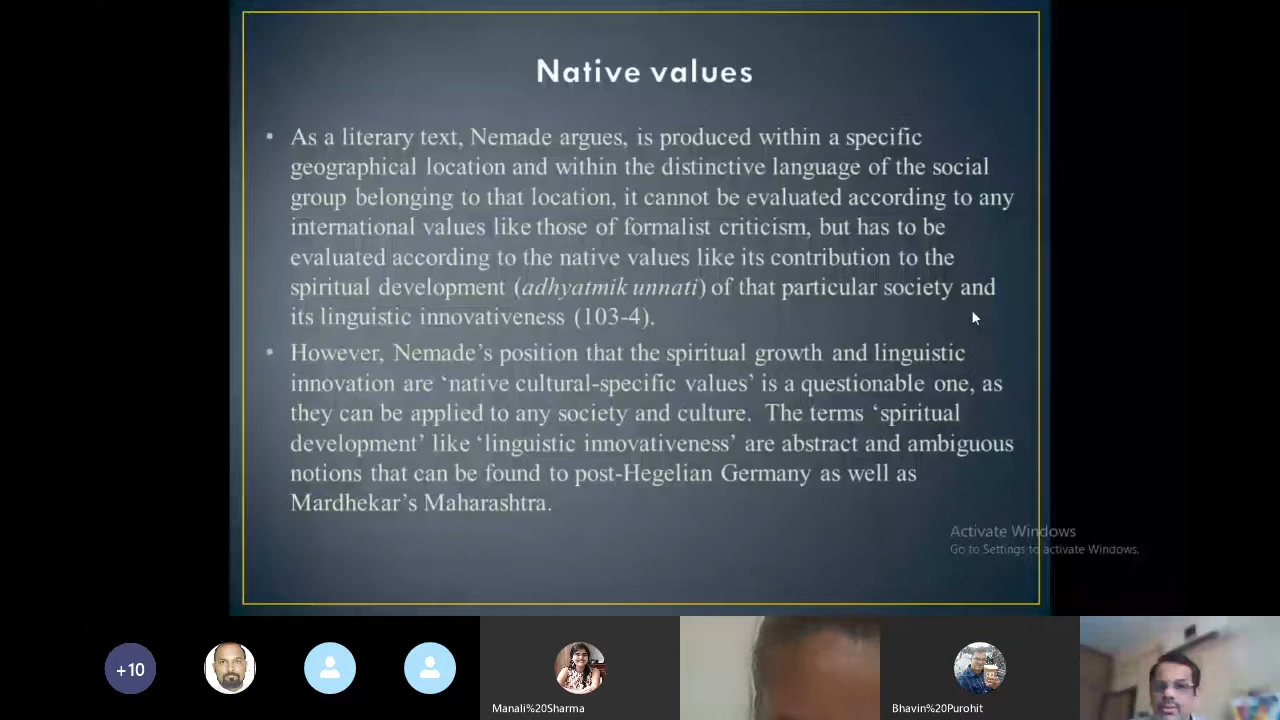 Native values
• As a literary text, Nemade argues, is produced within a specific
geographical location and within the distinctive language of the social
group belonging to that location, it cannot be evaluated according to any
international values like those of formalist criticism, but has to be
evaluated according to the native values like its contribution to the
spiritual development (adhyatmik unnati) of that particular society and
its linguistic innovativeness (103-4).
• However, Nemade’s position that the spiritual growth and linguistic
innovation are ‘native cultural-specific values’ is a questionable one, as
they can be applied to any society and culture. The terms ‘spiritual
development’ like ‘linguistic innovativeness’ are abstract and ambiguous
notions that can be found to post-Hegelian Germany as well as
Mardhekar’s Maharashtra.
Activate Windows
Go to Settings to activate Windows.
+10
Manali%20Sharma
Bhavin%20Purohit